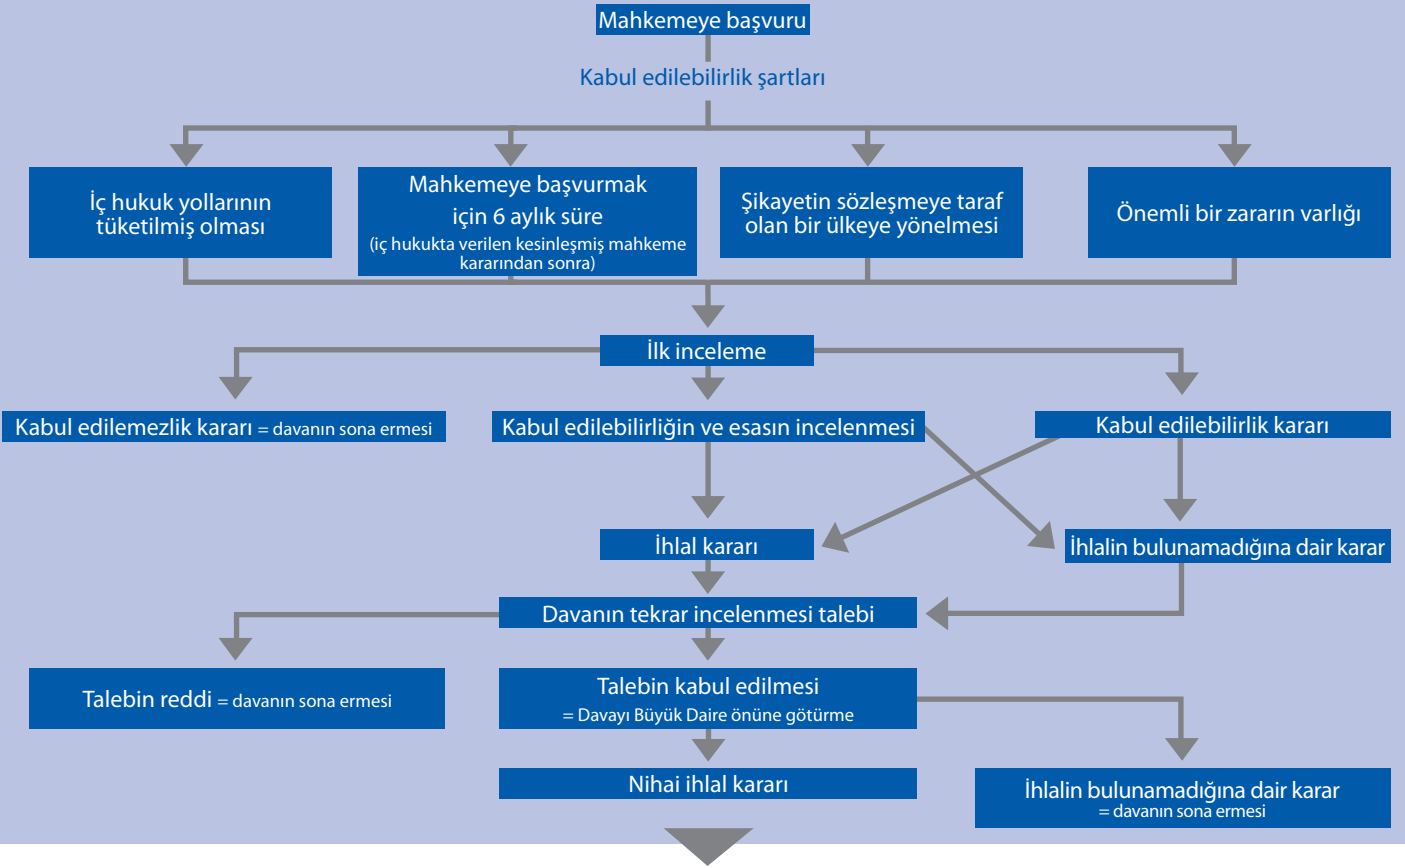 Mahkemeye başvuru
Kabul edilebilirlik şartları
İç hukuk yollarının
tüketilmiş olması
Mahkemeye başvurmak
için 6 aylık süre
(iç hukukta verilen kesinleşmiş mahkeme
kararından sonra)
Şikayetin sözleşmeye taraf
olan bir ülkeye yönelmesi
Önemli bir zararın varlığı
İlk inceleme
Kabul edilemezlik kararı = davanın sona ermesi
Kabul edilebilirliğin ve esasın incelenmesi
Kabul edilebilirlik kararı
İhlal kararı
İhlalin bulunamadığına dair karar
Davanın tekrar incelenmesi talebi
Talebin reddi = davanın sona ermesi
Talebin kabul edilmesi
= Davayı Büyük Daire önüne götürme
Nihai ihlal kararı
İhlalin bulunamadığına dair karar
= davanın sona ermesi